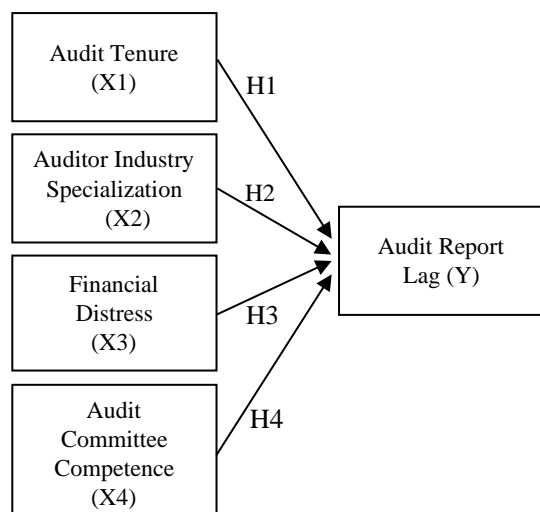 Audit Tenure
(X1)
H1
Auditor Industry
Specialization
(X2)
H2
Audit Report
Lag (Y)
Financial
Distress
(X3)
H3
Audit
Committee
Competence
(X4)
H4